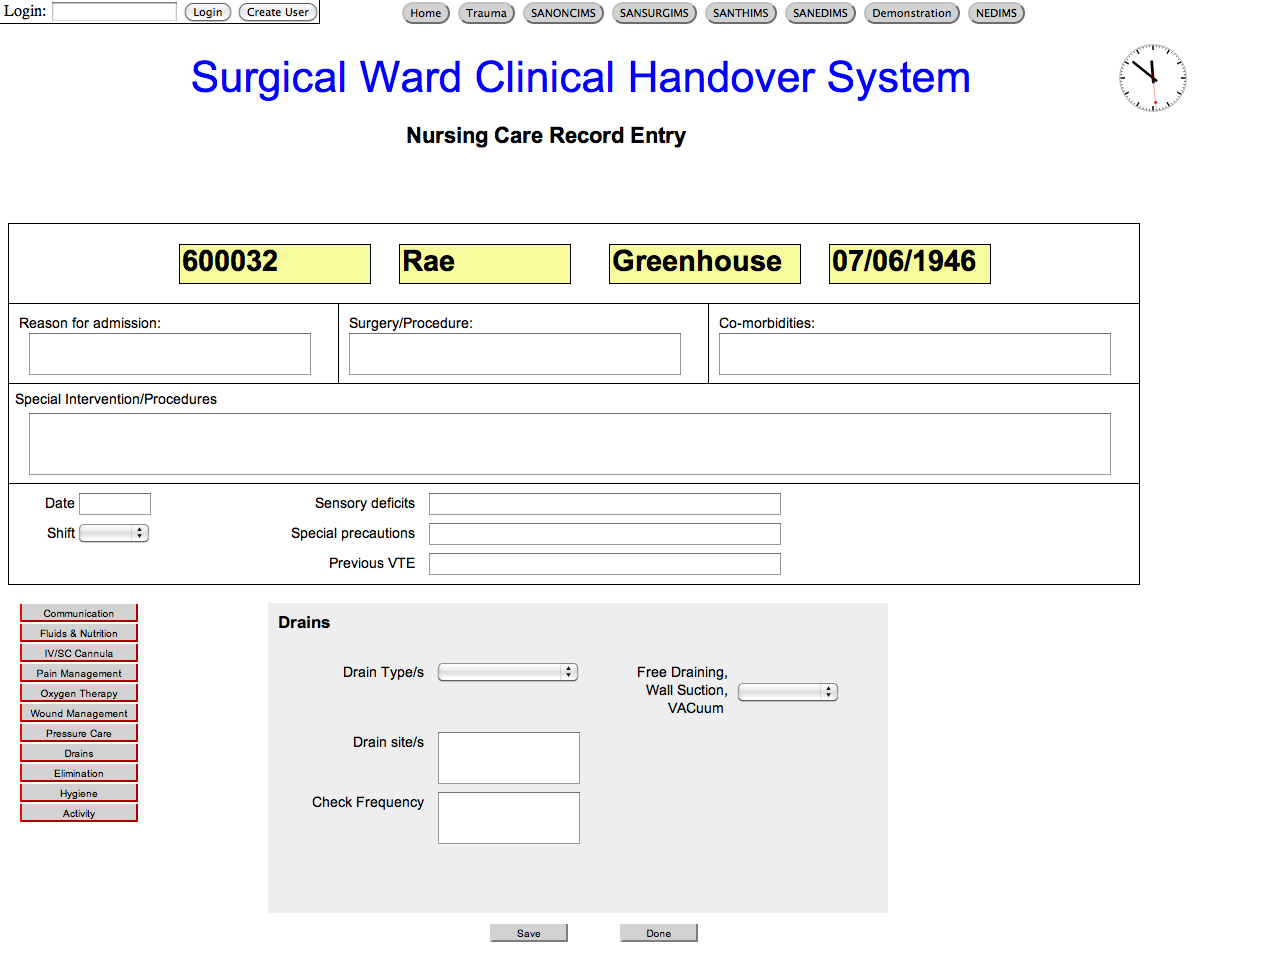 Login: Login Create User Home Trauma SANONCIMS SANSURGIMS SANTHIMS SANEDIMS Demonstration NEDIMS
Surgical Ward Clinical Handover System
Nursing Care Record Entry
600032 Rae Greenhouse 07/06/1946
Reason for admission: Surgery/Procedure: Co-morbidities:
Special Intervention/Procedures
Date Sensory deficits
Shift Special precautions
Previous VTE
Communication
Fluids & Nutrition
IV/SC Cannula
Pain Management
Oxygen Therapy
Wound Management
Pressure Care
Drains
Elimination
Hygiene
Activity
Drains
Drain Type/s
Free Draining,
Wall Suction,
VACuum
Drain site/s
Check Frequency
Save Done